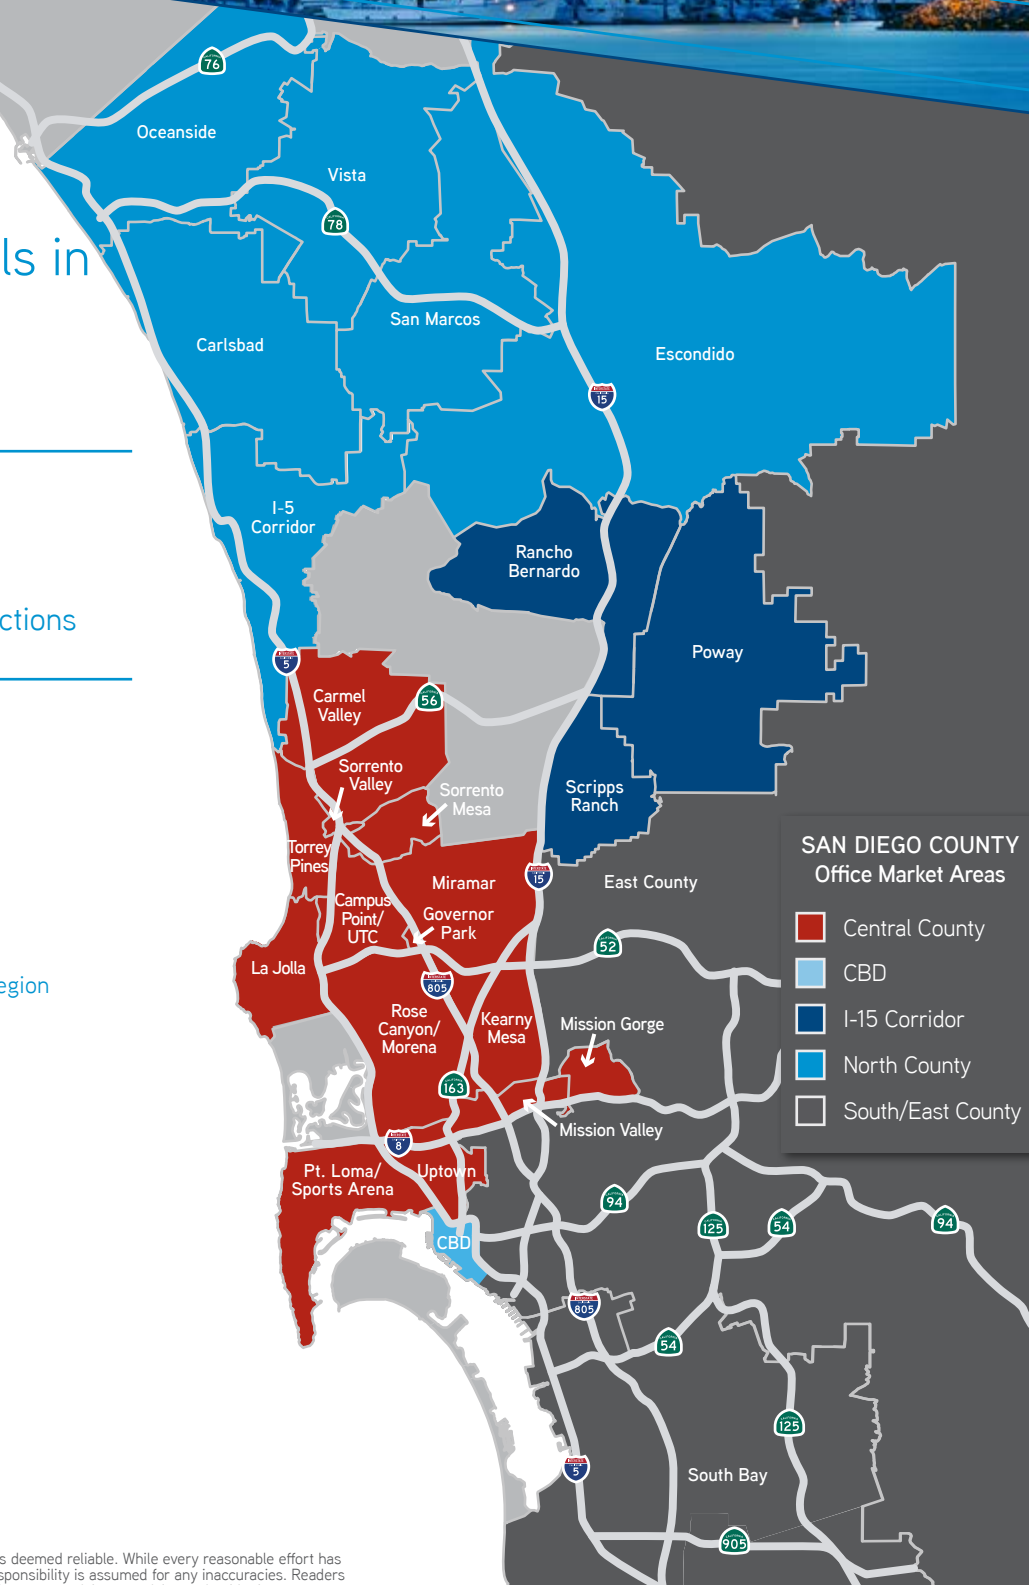 76
Oceanside
Vista
78
ls in
San Marcos
Carlsbad
Escondido
15
I-5
Corridor
Rancho
Bernardo
ctions
Poway
5
Carmel
Valley
56
Sorrento
Valley
Sorrento
Mesa
Scripps
Ranch
Torrey
Pines
Miramar
15
East County
Campus
Point/
UTC
Governor
Park
52
La Jolla
805
egion
Rose
Canyon/
Morena
Kearny
Mesa
Mission Gorge
163
Mission Valley
8
Pt. Loma/
Sports Arena
Uptown
CBD
94
125
54
94
805
54
125
5
South Bay
905
SAN DIEGO COUNTY
Office Market Areas
Central County
CBD
I-15 Corridor
North County
South/East County
s deemed reliable. While every reasonable effort has
sponsibility is assumed for any inaccuracies. Readers